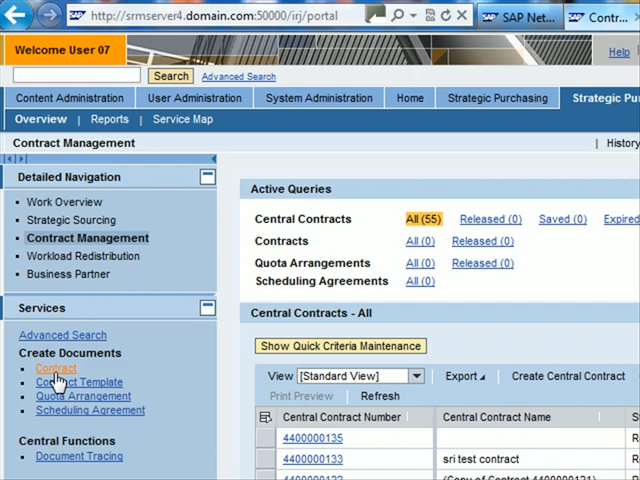 http://srmserver4.domain.com:50000/irj/portal
SAP Net...
Contr...
Welcome User 07
Help
Search
Advanced Search
Content Administration
User Administration
System Administration
Home
Strategic Purchasing
Strategic Pu
Overview
Reports
Service Map
Contract Management
History
Detailed Navigation
Work Overview
Strategic Sourcing
Contract Management
Workload Redistribution
Business Partner
Services
Advanced Search
Create Documents
Contract
Contract Template
Quota Arrangement
Scheduling Agreement
Central Functions
Document Tracing
Active Queries
Central Contracts All (55) Released (0) Saved (0) Expired
Contracts All (0) Released (0)
Quota Arrangements All (0) Released (0)
Scheduling Agreements All (0)
Central Contracts - All
Show Quick Criteria Maintenance
View [Standard View] Export Create Central Contract
Print Preview Refresh
Central Contract Number Central Contract Name St
4400000135 R
4400000133 sri test contract R